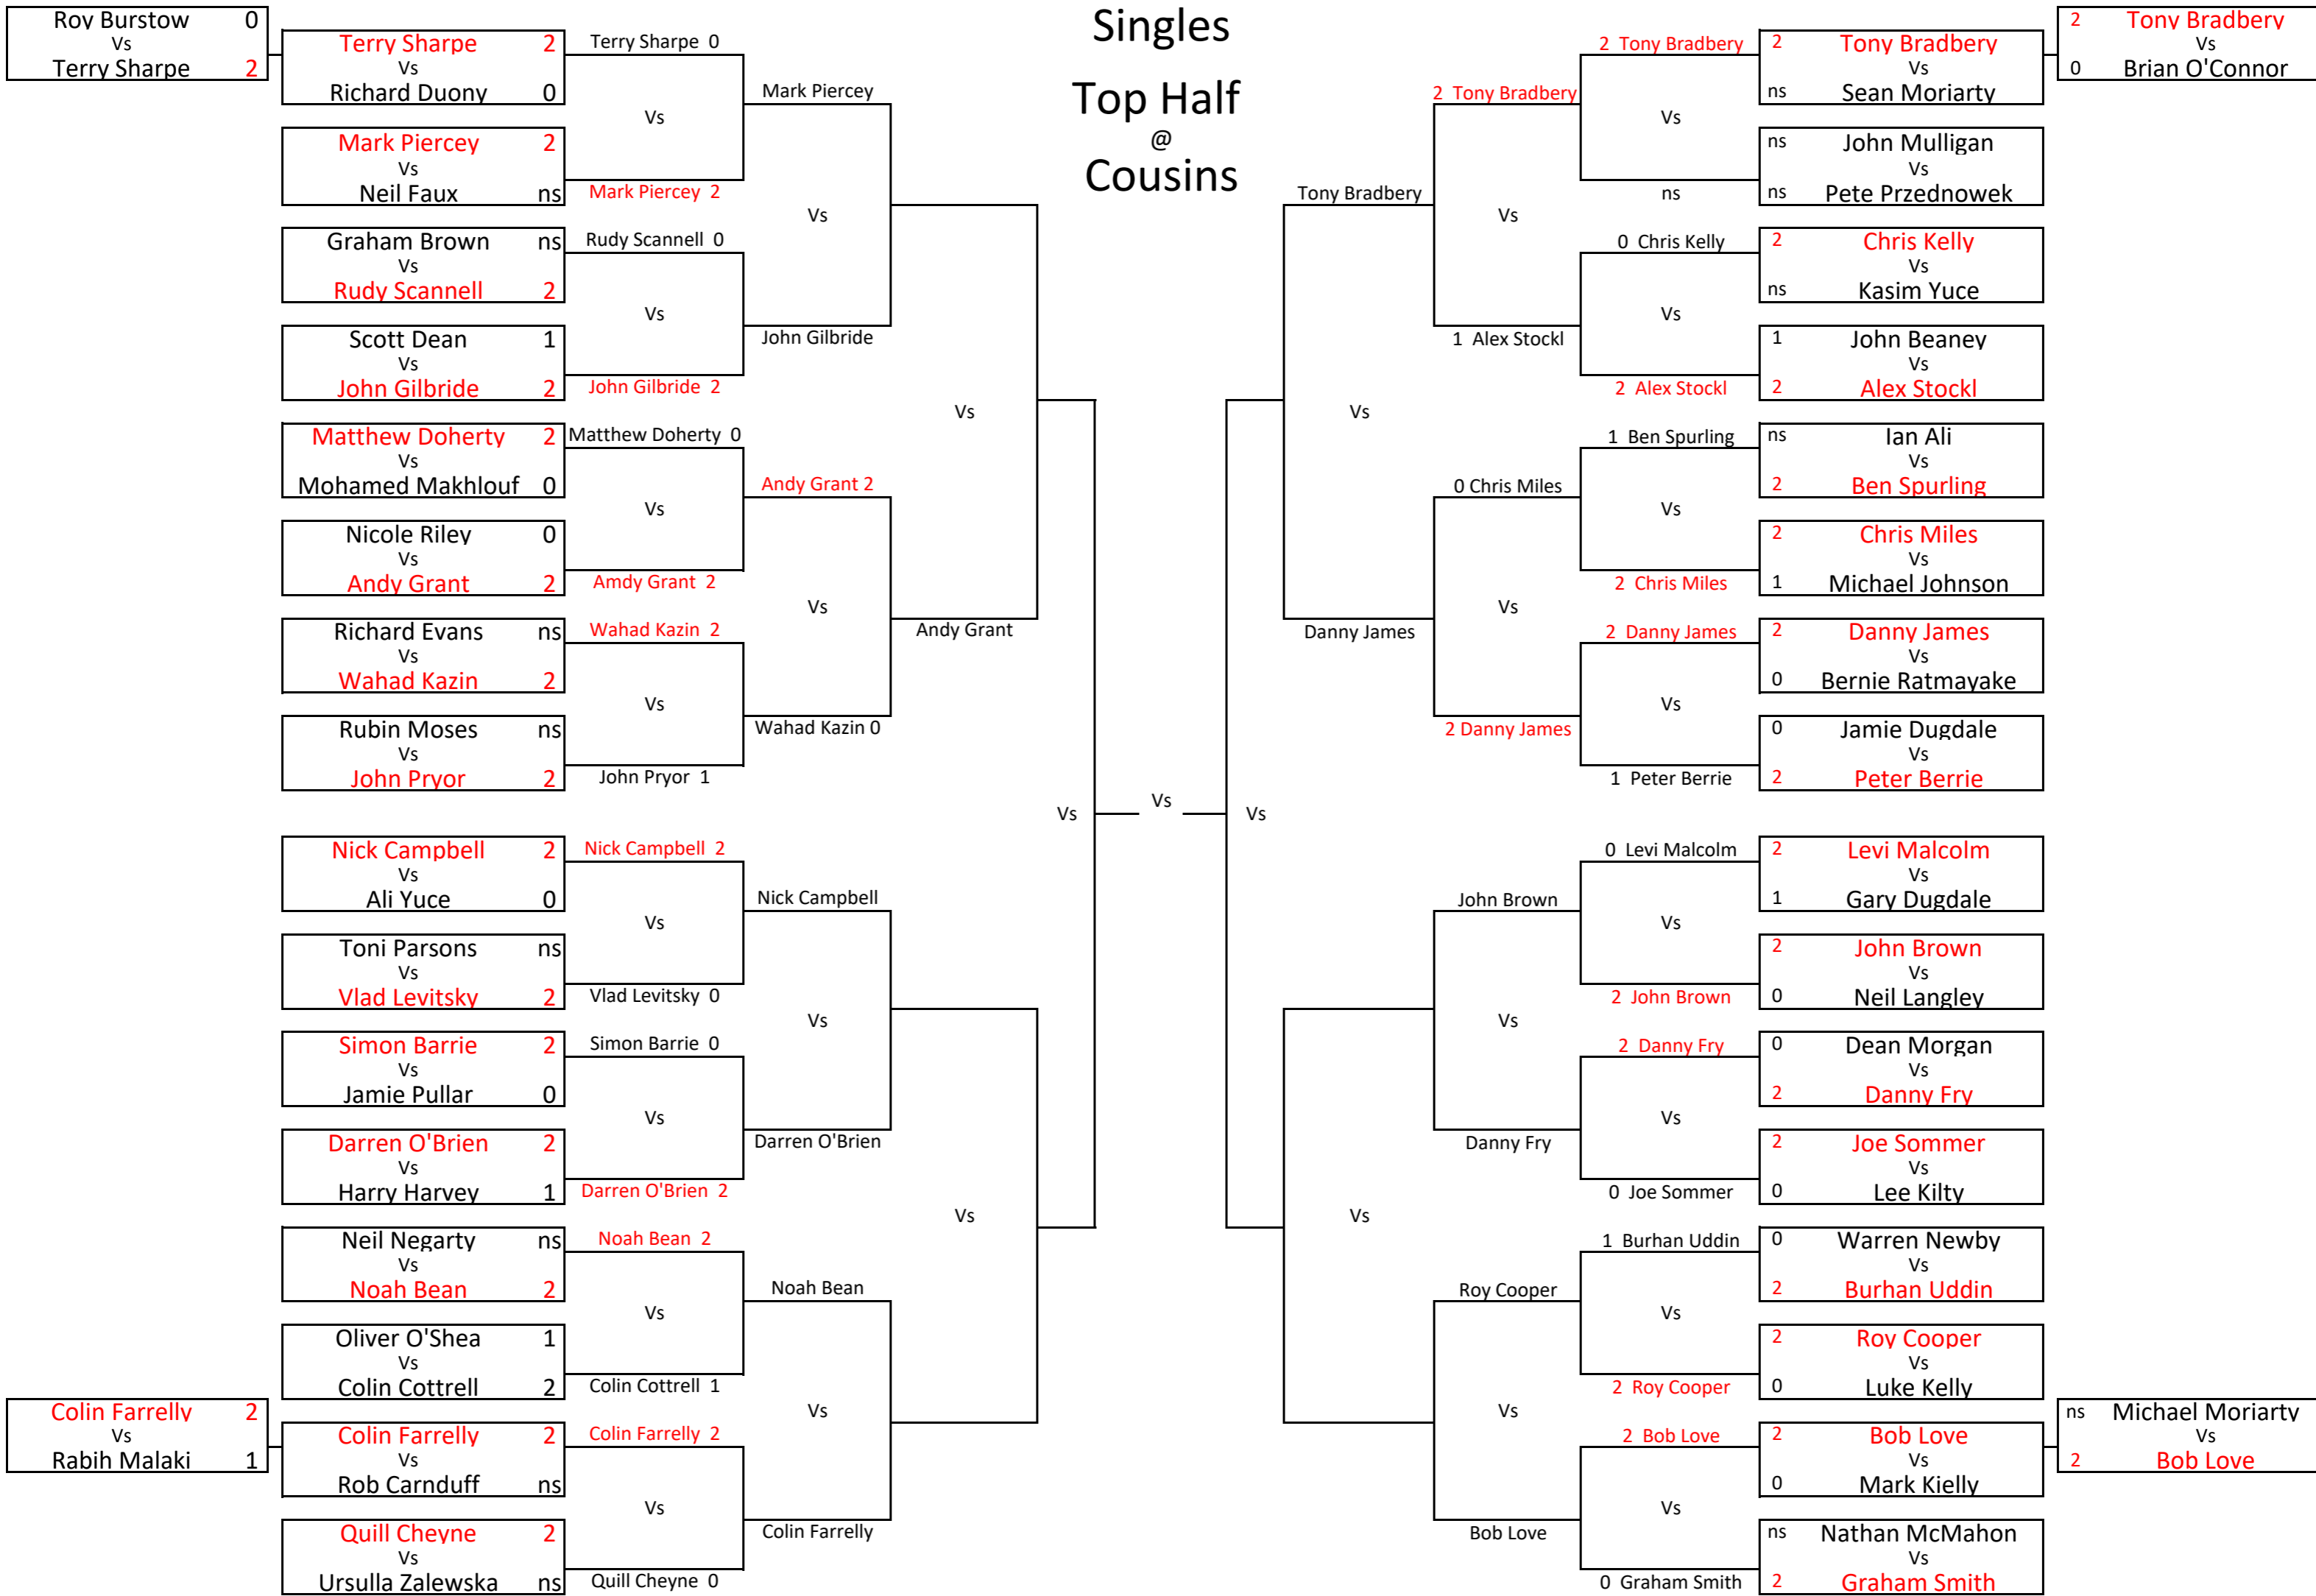 Singles
Top Half
@
Cousins
Roy Burstow 0
Vs
Terry Sharpe 2
Colin Farrelly 2
Vs
Rabih Malaki 1
Terry Sharpe 2
Vs
Richard Duony 0
Mark Piercey 2
Vs
Neil Faux ns
Graham Brown ns
Vs
Rudy Scannell 2
Scott Dean 1
Vs
John Gilbride 2
Matthew Doherty 2
Vs
Mohamed Makhlouf 0
Nicole Riley 0
Vs
Andy Grant 2
Richard Evans ns
Vs
Wahad Kazin 2
Rubin Moses ns
Vs
John Pryor 2
Nick Campbell 2
Vs
Ali Yuce 0
Toni Parsons ns
Vs
Vlad Levitsky 2
Simon Barrie 2
Vs
Jamie Pullar 0
Darren O'Brien 2
Vs
Harry Harvey 1
Neil Negarty ns
Vs
Noah Bean 2
Oliver O'Shea 1
Vs
Colin Cottrell 2
Colin Farrelly 2
Vs
Rob Carnduff ns
Quill Cheyne 2
Vs
Ursulla Zalewska ns
Terry Sharpe 0
Vs
Mark Piercey 2
Rudy Scannell 0
Vs
John Gilbride 2
Matthew Doherty 0
Vs
Amdy Grant 2
Wahad Kazin 2
Vs
John Pryor 1
Nick Campbell 2
Vs
Vlad Levitsky 0
Simon Barrie 0
Vs
Darren O'Brien 2
Noah Bean 2
Vs
Colin Cottrell 1
Colin Farrelly 2
Vs
Quill Cheyne 0
Mark Piercey
Vs
John Gilbride
Andy Grant 2
Vs
Wahad Kazin 0
Nick Campbell
Vs
Darren O'Brien
Noah Bean
Vs
Colin Farrelly
Vs
Andy Grant
Vs
Vs
Vs
Vs
Tony Bradbery
Vs
Danny James
Vs
2 Tony Bradbery
Vs
1 Alex Stockl
0 Chris Miles
Vs
2 Danny James
John Brown
Vs
Danny Fry
Roy Cooper
Vs
Bob Love
2 Tony Bradbery
Vs
ns
0 Chris Kelly
Vs
2 Alex Stockl
1 Ben Spurling
Vs
2 Chris Miles
2 Danny James
Vs
1 Peter Berrie
0 Levi Malcolm
Vs
2 John Brown
2 Danny Fry
Vs
0 Joe Sommer
1 Burhan Uddin
Vs
2 Roy Cooper
2 Bob Love
Vs
0 Graham Smith
2 Tony Bradbery
Vs
ns Sean Moriarty
ns John Mulligan
Vs
ns Pete Przednowek
2 Chris Kelly
Vs
ns Kasim Yuce
1 John Beaney
Vs
2 Alex Stockl
ns Ian Ali
Vs
2 Ben Spurling
2 Chris Miles
Vs
1 Michael Johnson
2 Danny James
Vs
0 Bernie Ratmayake
0 Jamie Dugdale
Vs
2 Peter Berrie
2 Levi Malcolm
Vs
1 Gary Dugdale
2 John Brown
Vs
0 Neil Langley
0 Dean Morgan
Vs
2 Danny Fry
2 Joe Sommer
Vs
0 Lee Kilty
0 Warren Newby
Vs
2 Burhan Uddin
2 Roy Cooper
Vs
0 Luke Kelly
2 Bob Love
Vs
0 Mark Kielly
ns Nathan McMahon
Vs
2 Graham Smith
2 Tony Bradbery
Vs
0 Brian O'Connor
ns Michael Moriarty
Vs
2 Bob Love